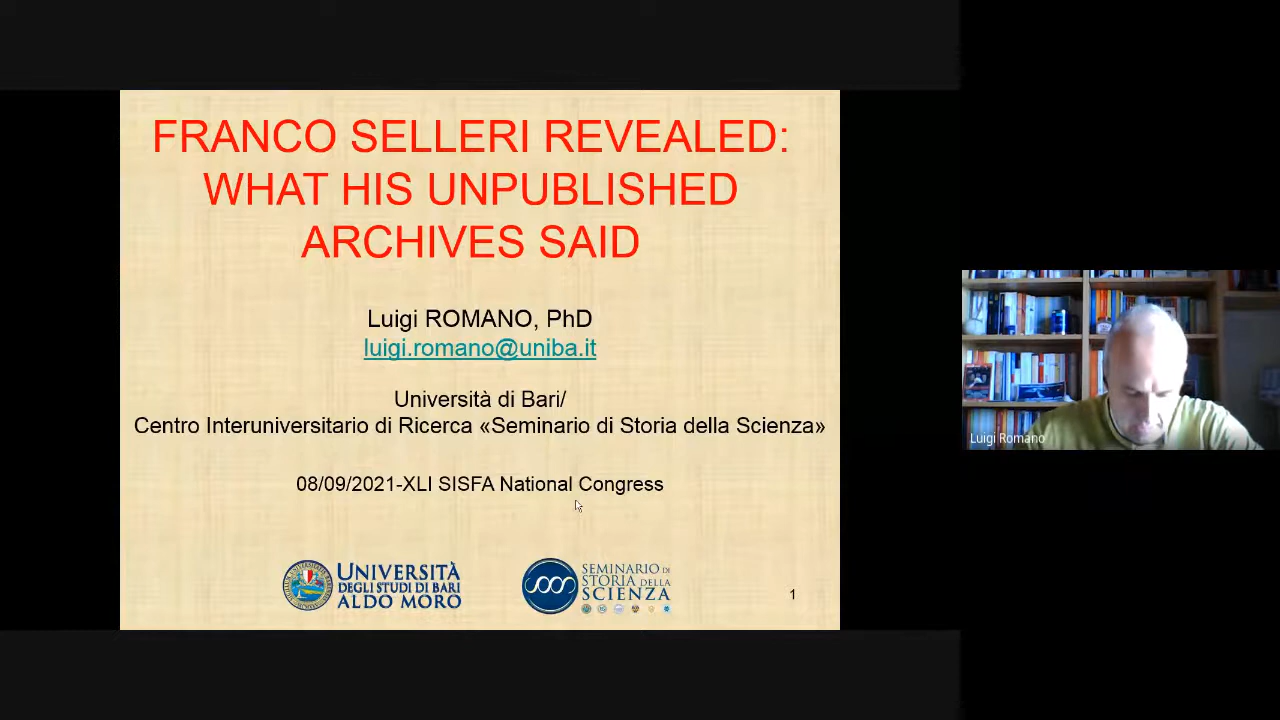 FRANCO SELLERI REVEALED:
WHAT HIS UNPUBLISHED
ARCHIVES SAID
Luigi ROMANO, PhD
luigi.romano@uniba.it
Università di Bari/
Centro Interuniversitario di Ricerca «Seminario di Storia della Scienza»
08/09/2021-XLI SISFA National Congress
UNIVERSITÀ
DEGLI STUDI DI BARI
ALDO MORO
SEMINARIO DI
STORIA DELLA
SCIENZA
1
Luigi Romano